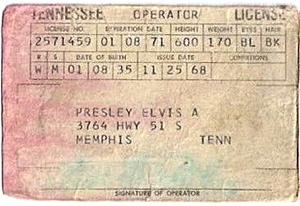 TENNESSEE OPERATOR LICENSE
LICENSE NO. EXPIRATION DATE HEIGHT WEIGHT EYES HAIR
2571459 01 08 71 600 170 BL BK
R S DATE OF BIRTH ISSUE DATE
W M 01 08 35 11 25 68
PRESLEY ELVIS A
3764 HWY 51 S
MEMPHIS TENN
SIGNATURE OF OPERATOR